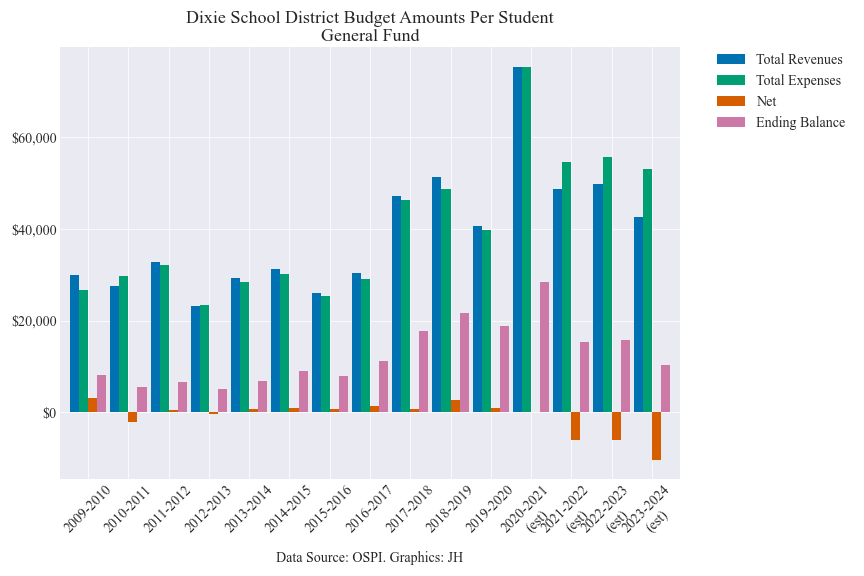 Dixie School District Budget Amounts Per Student
General Fund
Total Revenues
Total Expenses
Net
Ending Balance
$60,000
$40,000
$20,000
$0
2009-2010
2010-2011
2011-2012
2012-2013
2013-2014
2014-2015
2015-2016
2016-2017
2017-2018
2018-2019
2019-2020
2020-2021
(est)
2021-2022
(est)
2022-2023
(est)
2023-2024
(est)
Data Source: OSPI. Graphics: JH